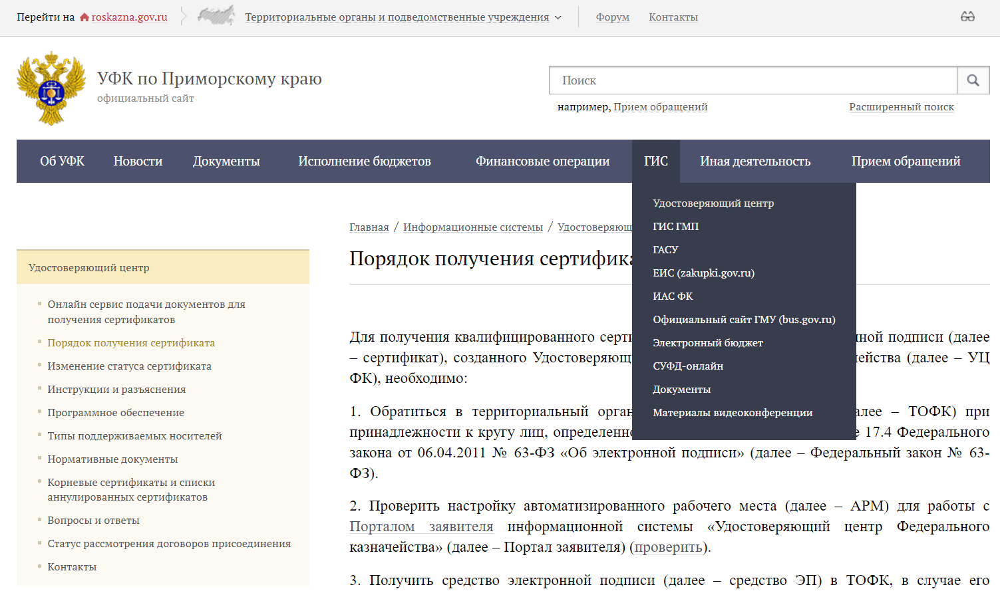 Перейти на roskazna.gov.ru Территориальные органы и подведомственные учреждения Форум Контакты
УФК по Приморскому краю
официальный сайт
Поиск
например, Прием обращений Расширенный поиск
Об УФК Новости Документы Исполнение бюджетов Финансовые операции ГИС Иная деятельность Прием обращений
Удостоверяющий центр
ГИС ГМП
ГАСУ
ЕИС (zakupki.gov.ru)
ИАС ФК
Официальный сайт ГМУ (bus.gov.ru)
Электронный бюджет
СУФД-онлайн
Документы
Материалы видеоконференции
Удостоверяющий центр
Онлайн сервис подачи документов для
получения сертификатов
Порядок получения сертификата
Изменение статуса сертификата
Инструкции и разъяснения
Программное обеспечение
Типы поддерживаемых носителей
Нормативные документы
Корневые сертификаты и списки
аннулированных сертификатов
Вопросы и ответы
Статус рассмотрения договоров присоединения
Контакты
Главная / Информационные системы / Удостоверяющ
Порядок получения сертифика
Для получения квалифицированного серт ной подписи (далее
– сертификат), созданного Удостоверяющ ейства (далее – УЦ
ФК), необходимо:
1. Обратиться в территориальный орган алее – ТОФК) при
принадлежности к кругу лиц, определенн е 17.4 Федерального
закона от 06.04.2011 № 63-ФЗ «Об электронной подписи» (далее – Федеральный закон № 63-
ФЗ).
2. Проверить настройку автоматизированного рабочего места (далее – АРМ) для работы с
Порталом заявителя информационной системы «Удостоверяющий центр Федерального
казначейства» (далее – Портал заявителя) (проверить).
3. Получить средство электронной подписи (далее – средство ЭП) в ТОФК, в случае его